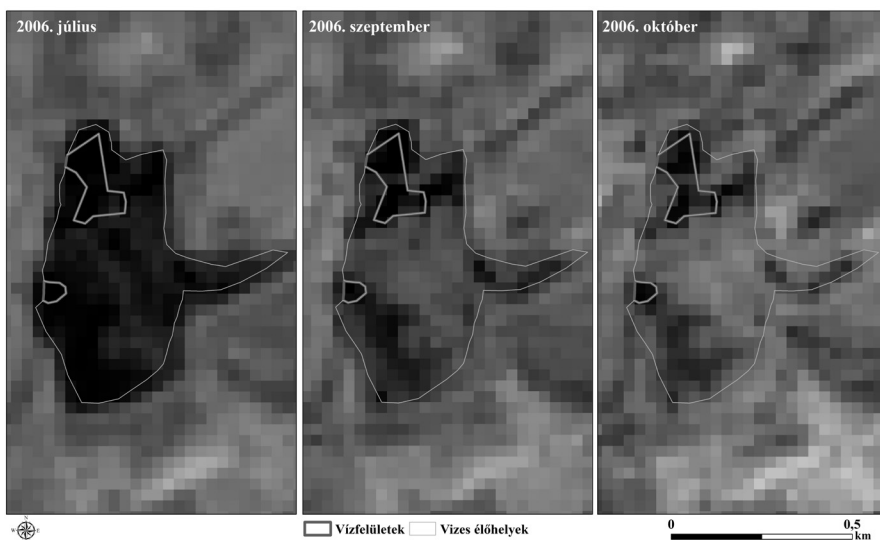 2006. július
2006. szeptember
2006. október
N
W E
S
Vízfelületek
Vizes élőhelyek
0 0,5
km